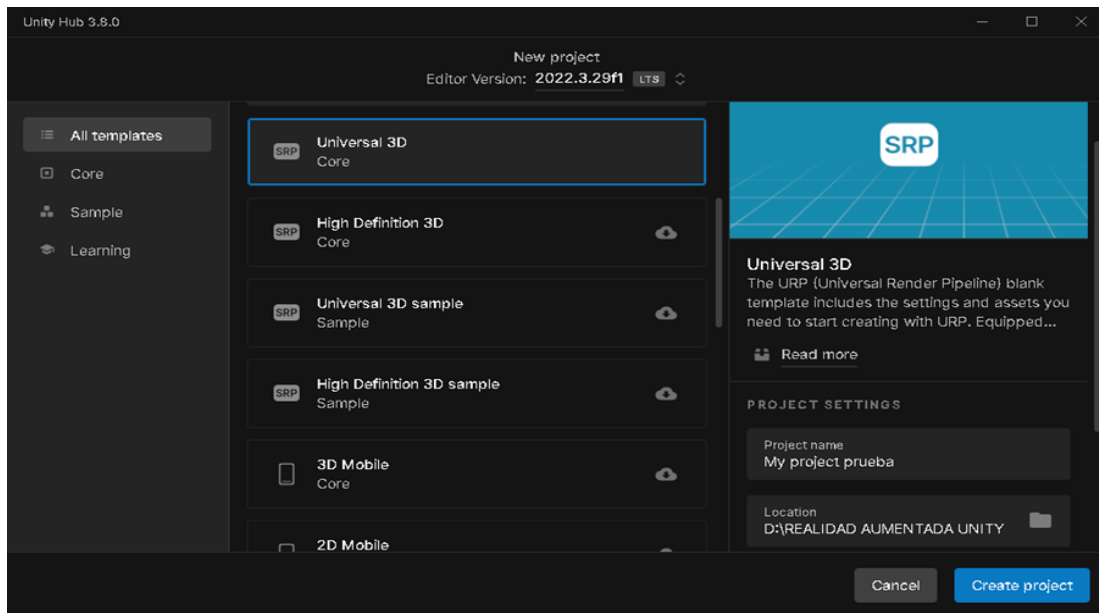 Unity Hub 3.8.0
New project
Editor Version: 2022.3.29f1 LTS
All templates
Core
Sample
Learning
SRP
Universal 3D
Core
SRP
High Definition 3D
Core
SRP
Universal 3D sample
Sample
SRP
High Definition 3D sample
Sample
3D Mobile
Core
2D Mobile
SRP
Universal 3D
The URP (Universal Render Pipeline) blank
template includes the settings and assets you
need to start creating with URP. Equipped...
Read more
PROJECT SETTINGS
Project name
My project prueba
Location
D:\REALIDAD AUMENTADA UNITY
Cancel
Create project